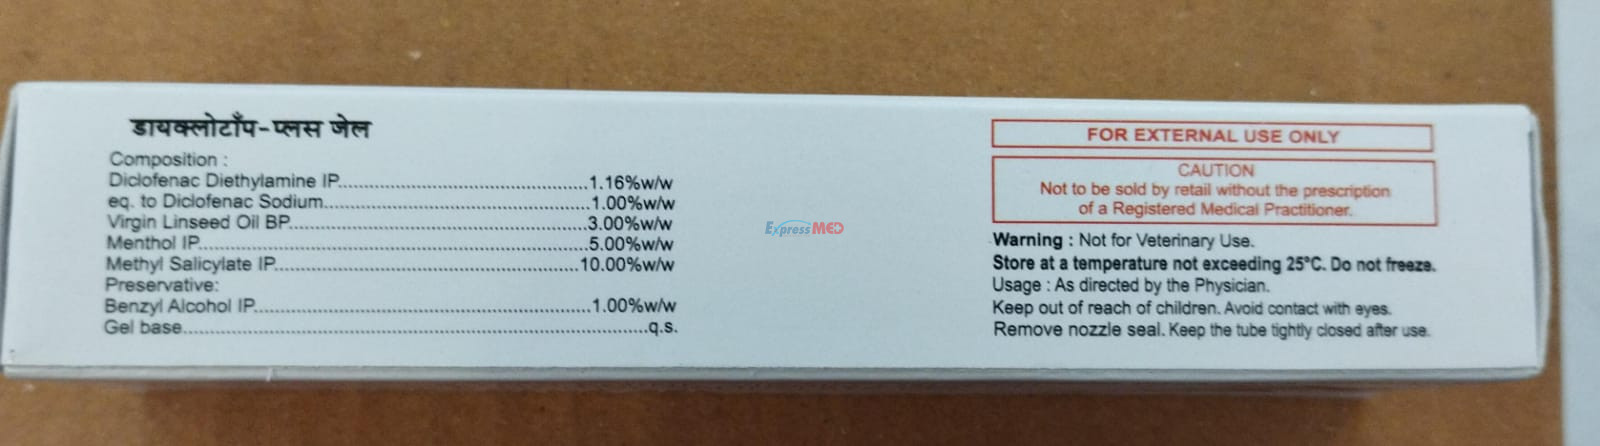 डायक्लोटाँप-प्लस जेल
Composition :
Diclofenac Diethylamine IP..........................................1.16%w/w
eq. to Diclofenac Sodium.............................................1.00%w/w
Virgin Linseed Oil BP...................................................3.00%w/w
Menthol IP....................................................................5.00%w/w
Methyl Salicylate IP.....................................................10.00%w/w
Preservative:
Benzyl Alcohol IP.........................................................1.00%w/w
Gel base................................................................................q.s.
ExpressMED
FOR EXTERNAL USE ONLY
CAUTION
Not to be sold by retail without the prescription
of a Registered Medical Practitioner.
Warning : Not for Veterinary Use.
Store at a temperature not exceeding 25°C. Do not freeze.
Usage : As directed by the Physician.
Keep out of reach of children. Avoid contact with eyes.
Remove nozzle seal. Keep the tube tightly closed after use.